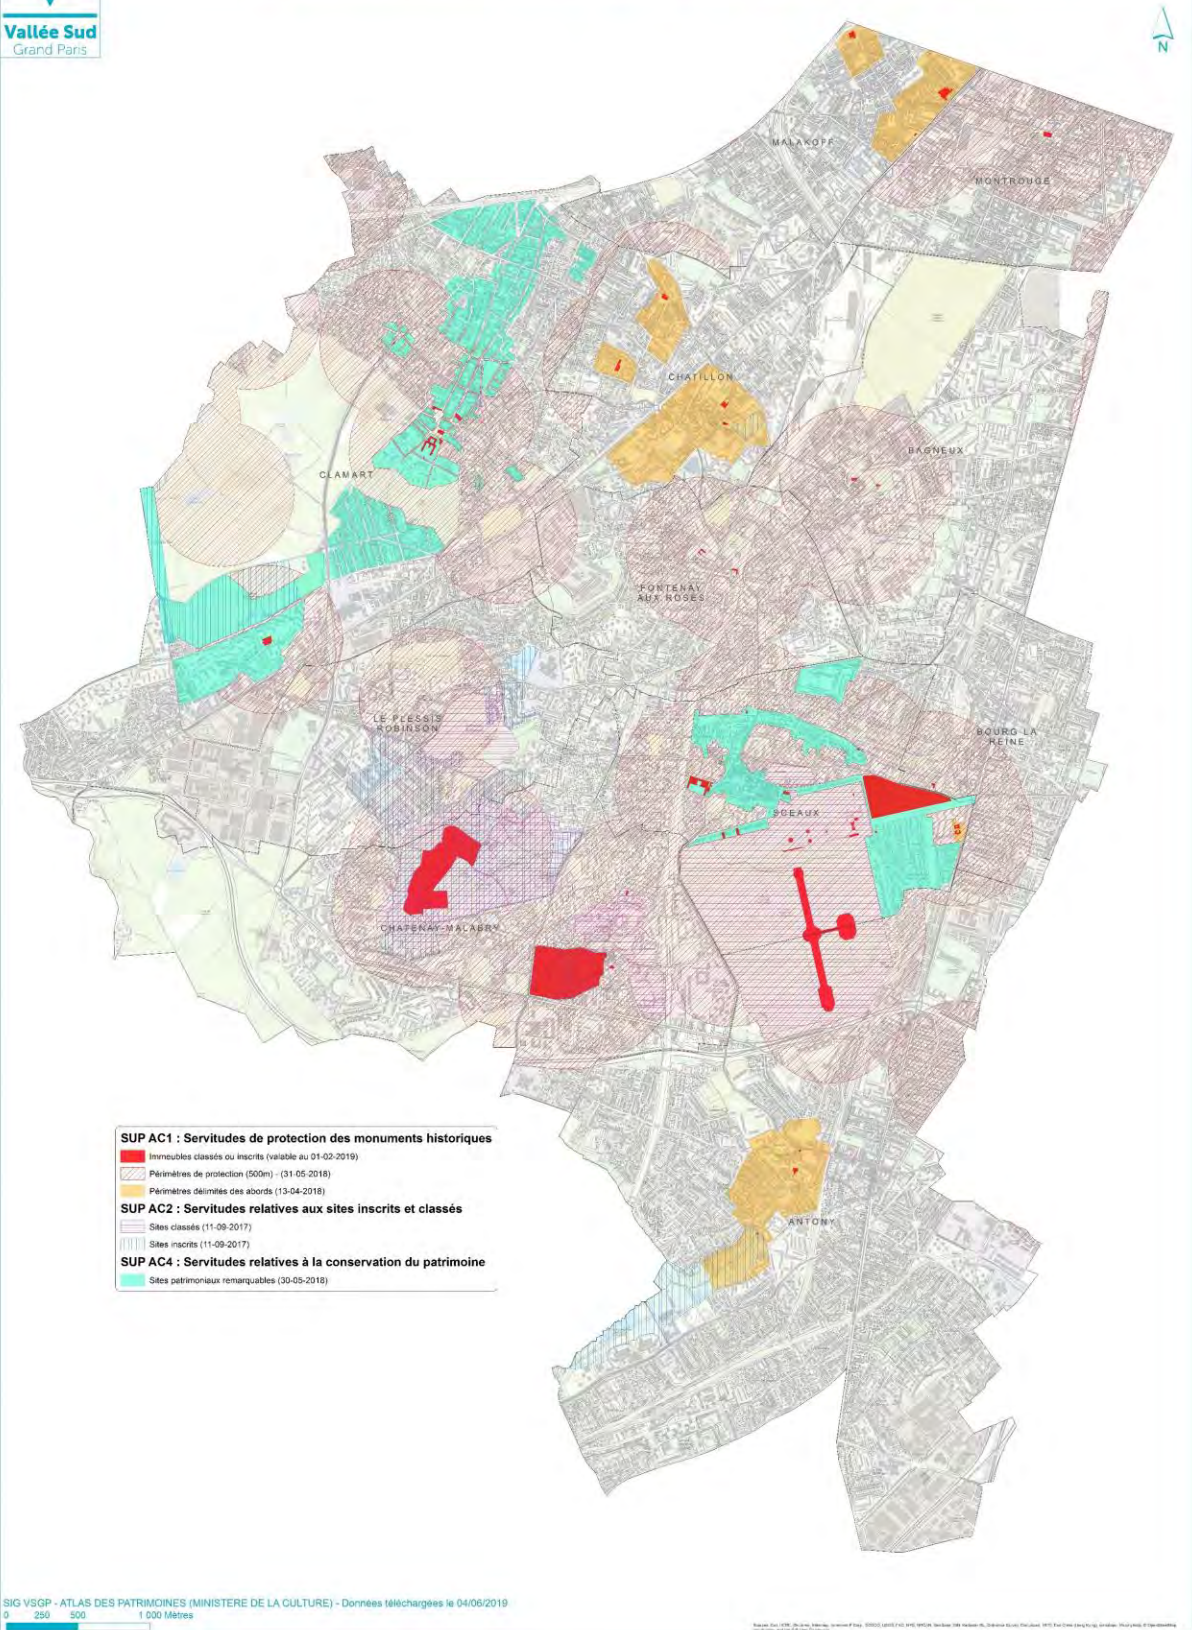 Vallée Sud
Grand Paris
N
MALAKOFF
MONTROUGE
CHATILLON
BAGNEUX
CLAMART
FONTENAY
AUX ROSES
LE PLESSIS
ROBINSON
BOURG LA
REINE
SCEAUX
CHATENAY-MALABRY
ANTONY
SUP AC1 : Servitudes de protection des monuments historiques
Immeubles classés ou inscrits (valable au 01-02-2019)
Périmètres de protection (500m) - (31-05-2018)
Périmètres délimités des abords (13-04-2018)
SUP AC2 : Servitudes relatives aux sites inscrits et classés
Sites classés (11-09-2017)
Sites inscrits (11-09-2017)
SUP AC4 : Servitudes relatives à la conservation du patrimoine
Sites patrimoniaux remarquables (30-05-2018)
SIG VSGP - ATLAS DES PATRIMOINES (MINISTERE DE LA CULTURE) - Données téléchargées le 04/06/2019
0 250 500 1 000 Mètres